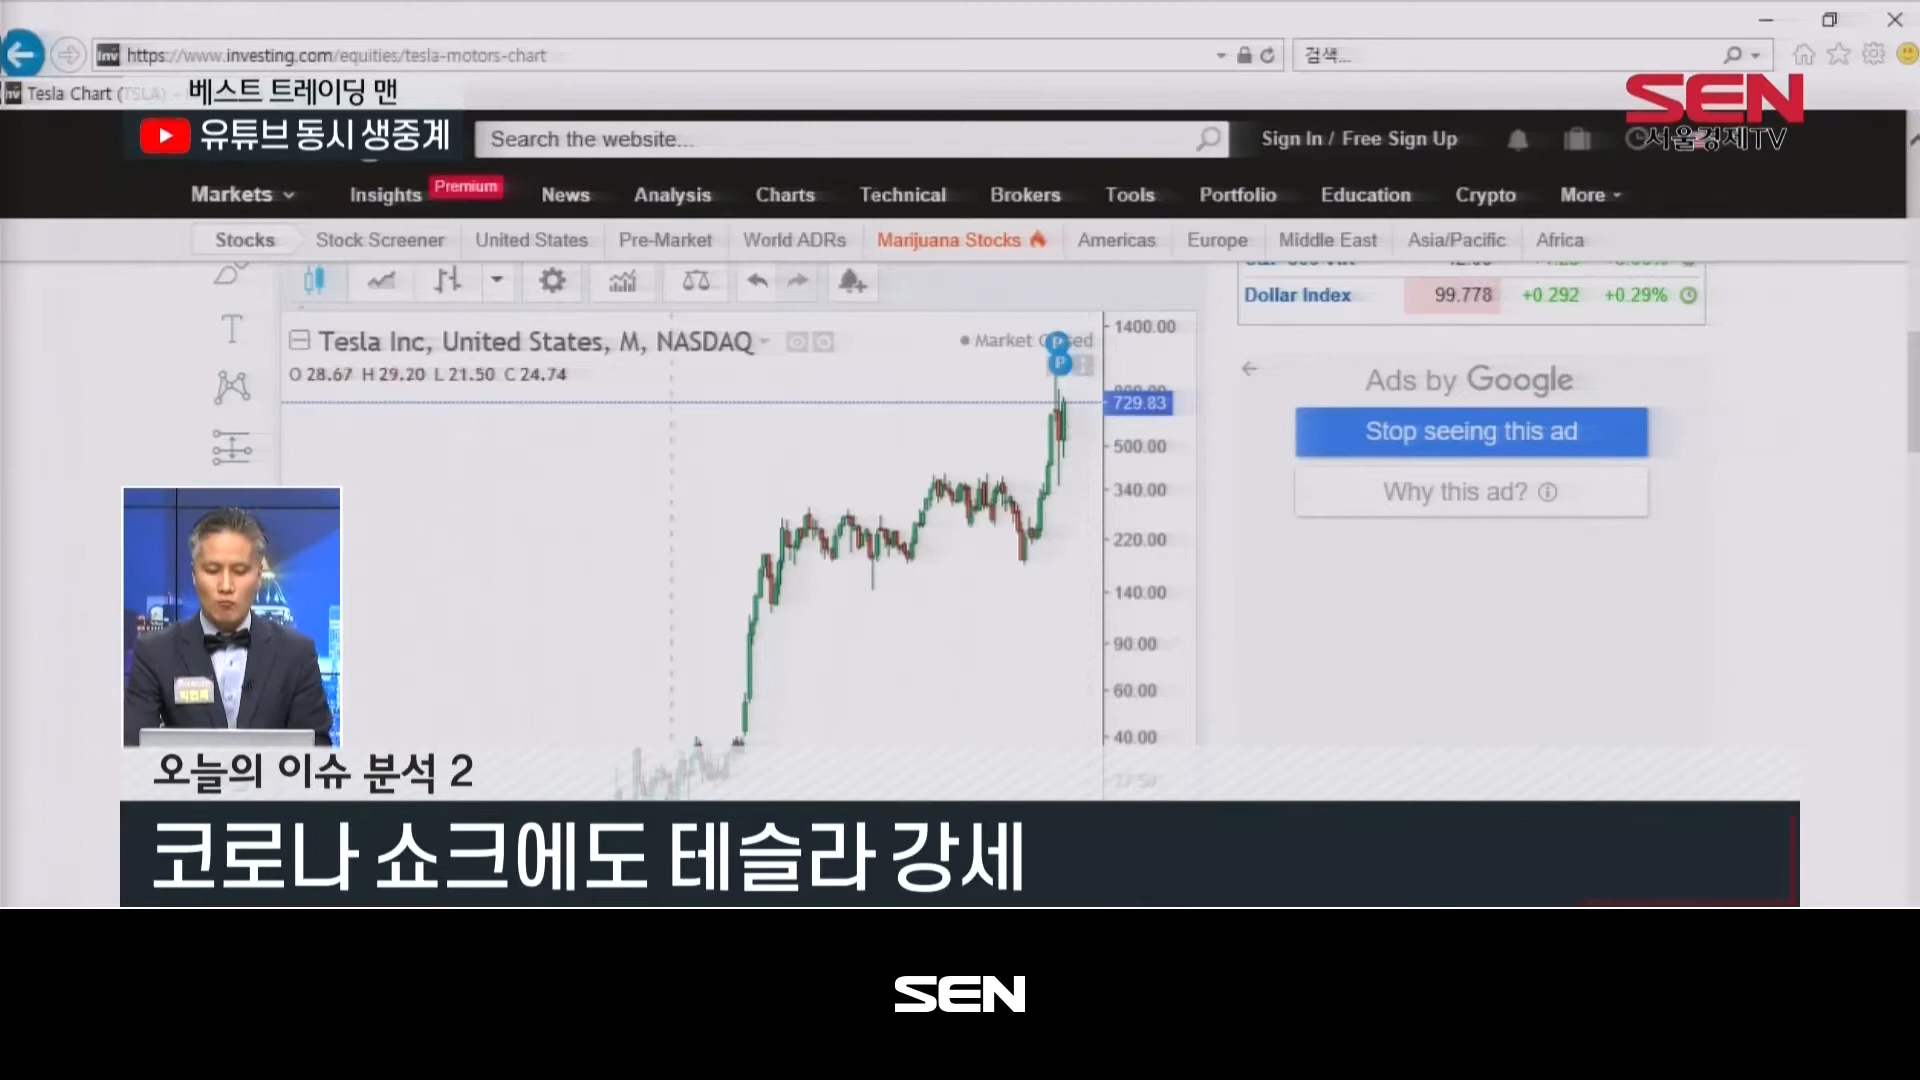 https://www.investing.com/equities/tesla-motors-chart
검색...
Tesla Chart (TSLA)
베스트 트레이딩 맨
유튜브 동시 생중계
SEN
서울경제TV
Search the website...
Sign In / Free Sign Up
Markets
Insights
Premium
News
Analysis
Charts
Technical
Brokers
Tools
Portfolio
Education
Crypto
More
Stocks
Stock Screener
United States
Pre-Market
World ADRs
Marijuana Stocks
Americas
Europe
Middle East
Asia/Pacific
Africa
Dollar Index 99.778 +0.292 +0.29%
Tesla Inc, United States, M, NASDAQ
Market
O 28.67 H 29.20 L 21.50 C 24.74
P
P
1400.00
729.83
500.00
340.00
220.00
140.00
90.00
60.00
40.00
Ads by Google
Stop seeing this ad
Why this ad?
오늘의 이슈 분석 2
코로나 쇼크에도 테슬라 강세
SEN